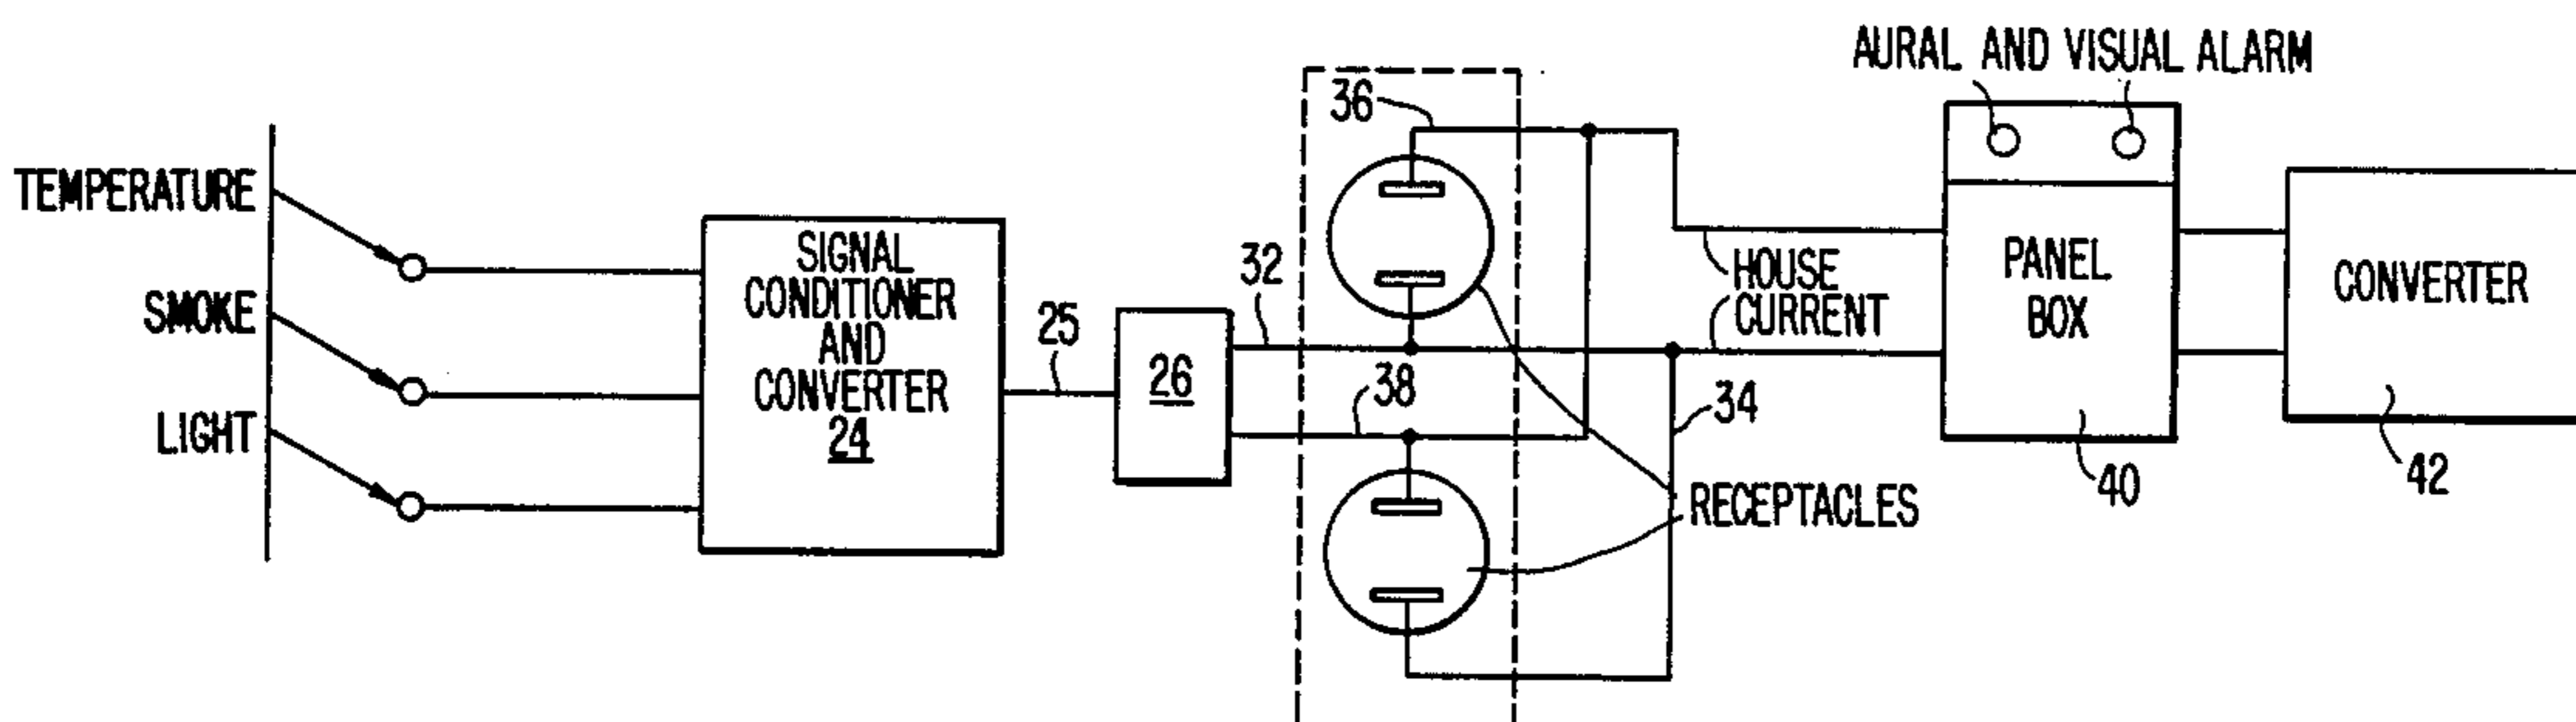 AURAL AND VISUAL ALARM
36
TEMPERATURE
SMOKE
LIGHT
SIGNAL
CONDITIONER
AND
CONVERTER
24
25
26
32
38
HOUSE
CURRENT
34
RECEPTACLES
PANEL
BOX
40
CONVERTER
42